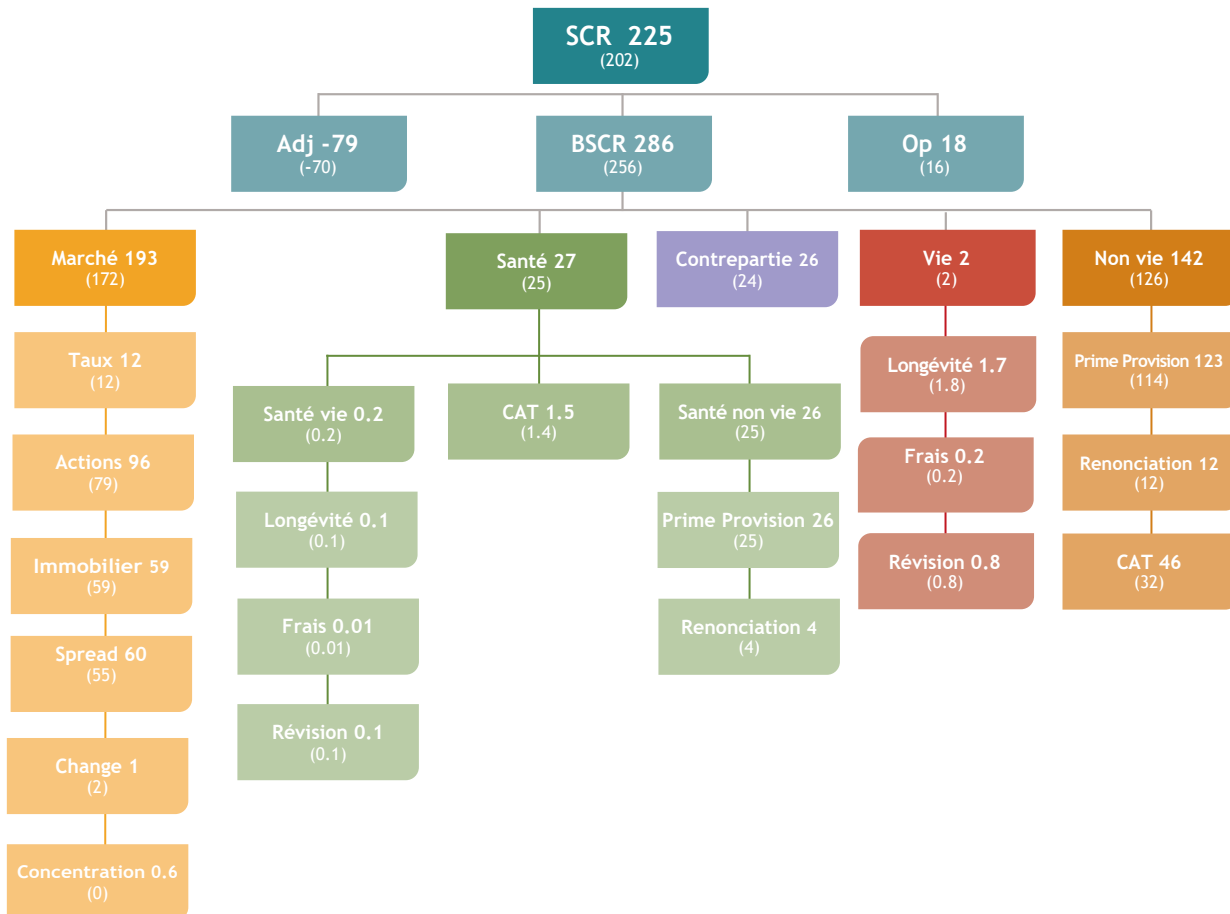 SCR 225
(202)
Adj -79
(-70)
BSCR 286
(256)
Op 18
(16)
Marché 193
(172)
Santé 27
(25)
Contrepartie 26
(24)
Vie 2
(2)
Non vie 142
(126)
Taux 12
(12)
Actions 96
(79)
Immobilier 59
(59)
Spread 60
(55)
Change 1
(2)
Concentration 0.6
(0)
Santé vie 0.2
(0.2)
Longévité 0.1
(0.1)
Frais 0.01
(0.01)
Révision 0.1
(0.1)
CAT 1.5
(1.4)
Santé non vie 26
(25)
Prime Provision 26
(25)
Renonciation 4
(4)
Longévité 1.7
(1.8)
Frais 0.2
(0.2)
Révision 0.8
(0.8)
Prime Provision 123
(114)
Renonciation 12
(12)
CAT 46
(32)